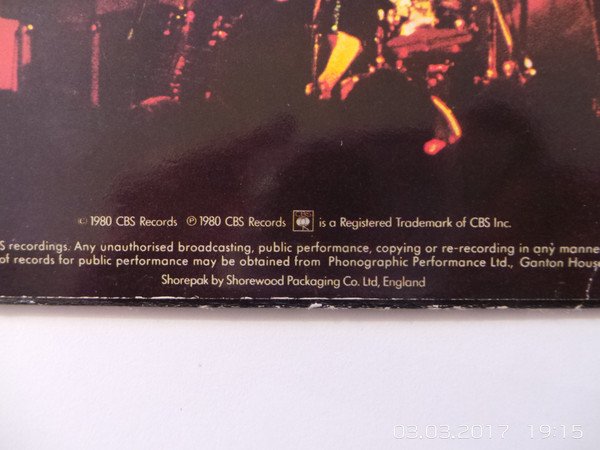 © 1980 CBS Records ℗ 1980 CBS Records CBS is a Registered Trademark of CBS Inc.
S recordings. Any unauthorised broadcasting, public performance, copying or re-recording in any manne
of records for public performance may be obtained from Phonographic Performance Ltd., Ganton House
Shorepak by Shorewood Packaging Co. Ltd, England
03.03.2017 19:15